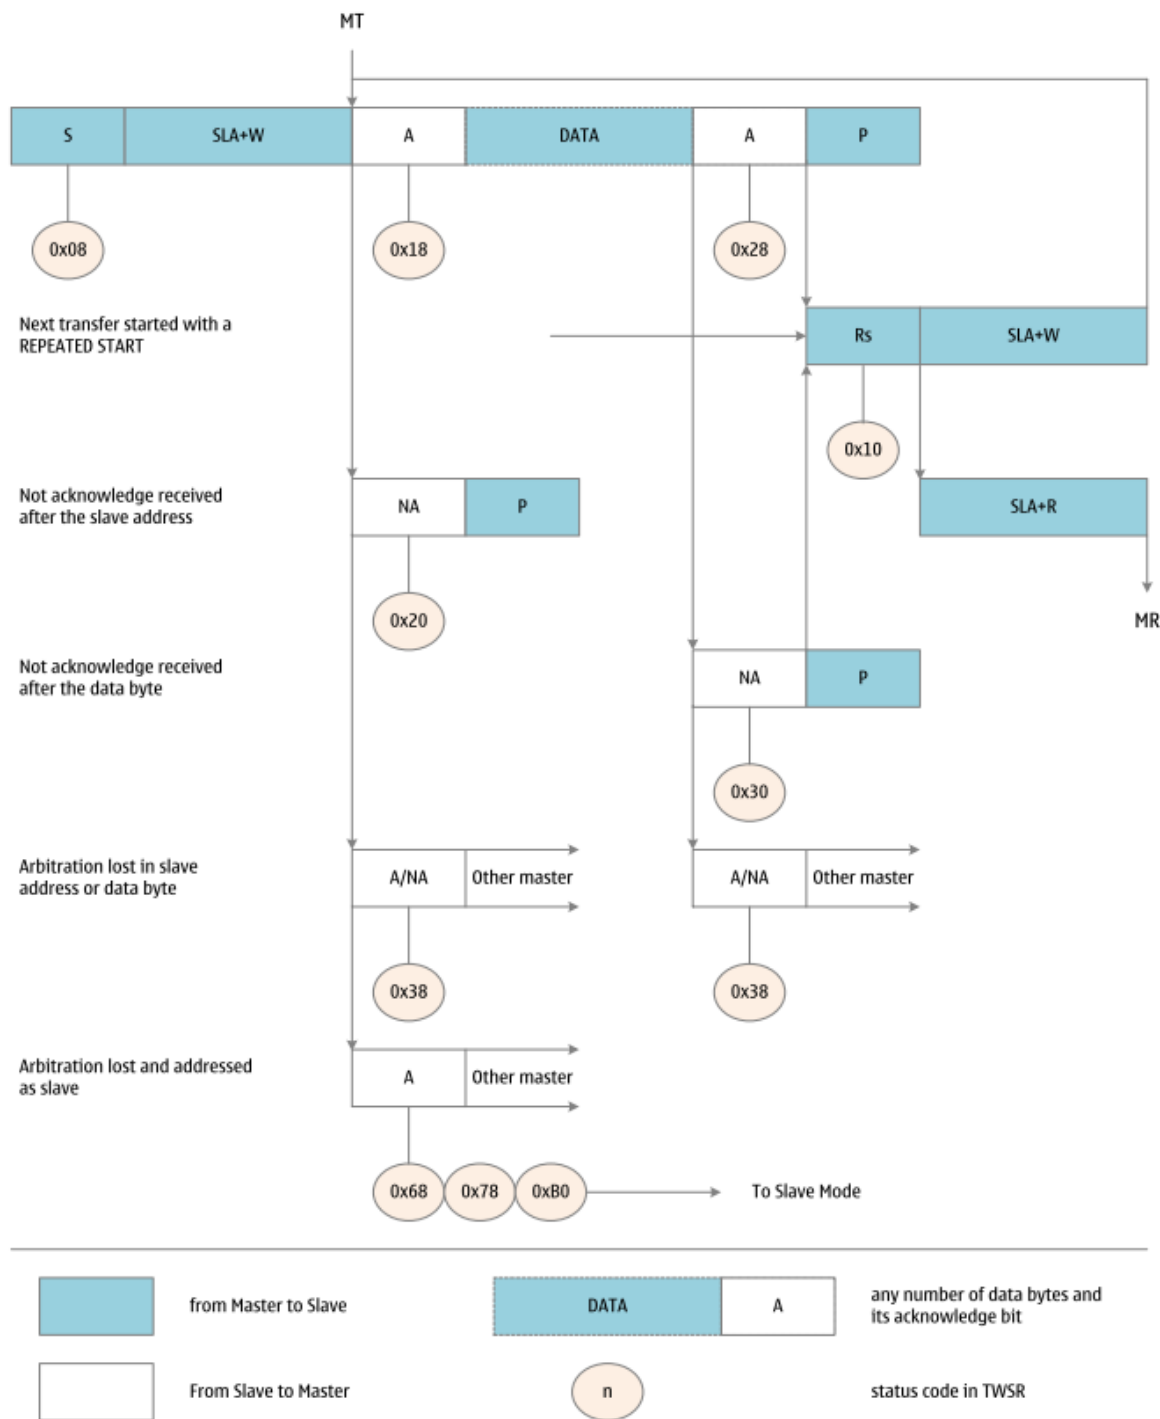 MT
S
SLA+W
A
DATA
A
P
0x08
0x18
0x28
Next transfer started with a
REPEATED START
Rs
SLA+W
0x10
Not acknowledge received
after the slave address
NA
P
SLA+R
0x20
MR
Not acknowledge received
after the data byte
NA
P
0x30
Arbitration lost in slave
address or data byte
A/NA
Other master
A/NA
Other master
0x38
0x38
Arbitration lost and addressed
as slave
A
Other master
0x68
0x78
0xB0
To Slave Mode
from Master to Slave
DATA
A
any number of data bytes and
its acknowledge bit
From Slave to Master
n
status code in TWSR